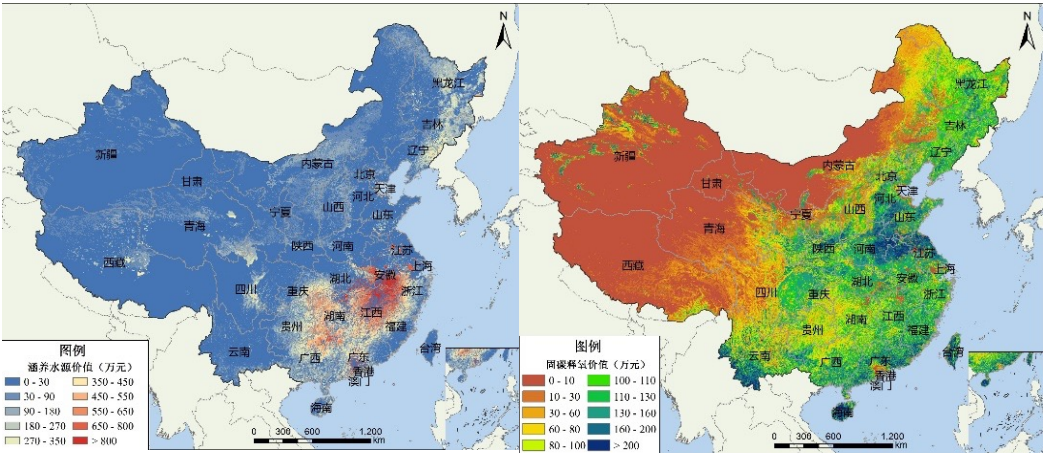 N
黑龙江
吉林
辽宁
新疆
内蒙古
甘肃
北京
天津
河北
宁夏
山西
山东
青海
陕西
河南
江苏
西藏
上海
湖北
安徽
四川
重庆
浙江
湖南
江西
贵州
福建
云南
广西
广东
台湾
香港
澳门
海南
图例
涵养水源价值（万元）
0 - 30
30 - 90
90 - 180
180 - 270
270 - 350
350 - 450
450 - 550
550 - 650
650 - 800
> 800
0 300 600 1,200
km
N
黑龙江
吉林
辽宁
新疆
内蒙古
甘肃
北京
天津
河北
宁夏
山西
山东
青海
陕西
河南
江苏
西藏
上海
湖北
安徽
四川
重庆
浙江
湖南
江西
贵州
福建
云南
广西
广东
台湾
香港
澳门
海南
图例
固碳释氧价值（万元）
0 - 10
10 - 30
30 - 60
60 - 80
80 - 100
100 - 110
110 - 130
130 - 160
160 - 200
> 200
0 300 600 1,200
km